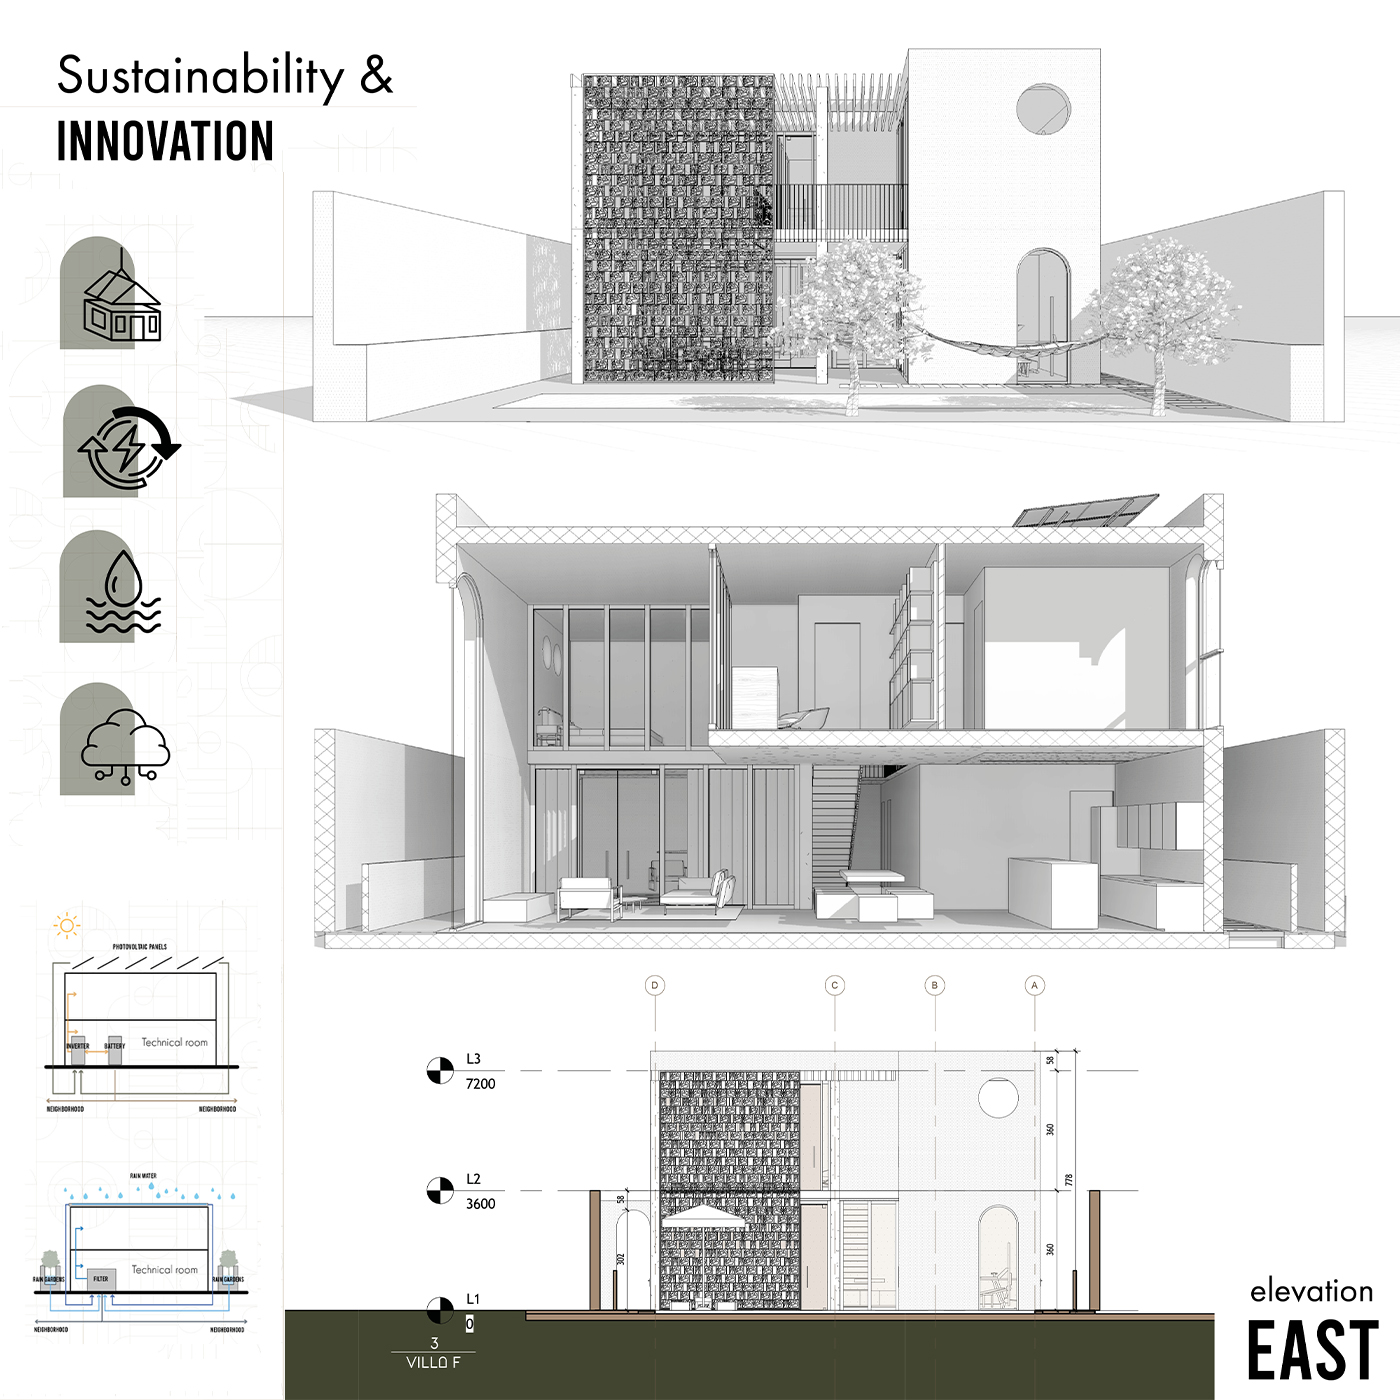 Sustainability &
INNOVATION
PHOTOVOLTAIC PANELS
INVERTER
BATTERY
Technical room
NEIGHBORHOOD
NEIGHBORHOOD
RAIN WATER
RAIN GARDENS
FILTER
Technical room
RAIN GARDENS
NEIGHBORHOOD
NEIGHBORHOOD
D
C
B
A
L3
7200
58
360
L2
3600
58
778
302
360
L1
0
3
VILLA F
elevation
EAST